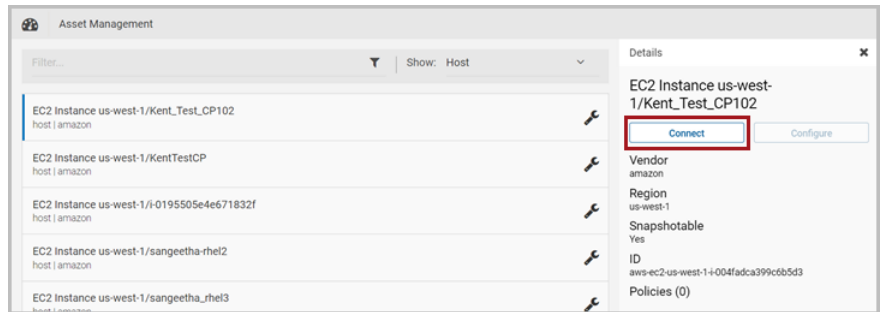 Asset Management
Filter...
Show: Host
EC2 Instance us-west-1/Kent_Test_CP102
host | amazon
EC2 Instance us-west-1/KentTestCP
host | amazon
EC2 Instance us-west-1/i-0195505e4e671832f
host | amazon
EC2 Instance us-west-1/sangeetha-rhel2
host | amazon
EC2 Instance us-west-1/sangeetha_rhel3
host | amazon
Details
EC2 Instance us-west-
1/Kent_Test_CP102
Connect
Configure
Vendor
amazon
Region
us-west-1
Snapshotable
Yes
ID
aws-ec2-us-west-1-i-004fadca399c6b5d3
Policies (0)